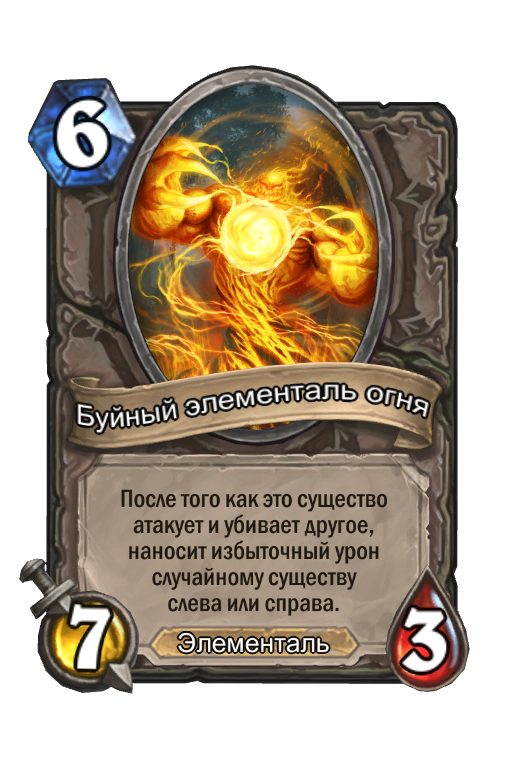 6
Буйный элементаль огня
После того как это существо
атакует и убивает другое,
наносит избыточный урон
случайному существу
слева или справа.
7
Элементаль
3